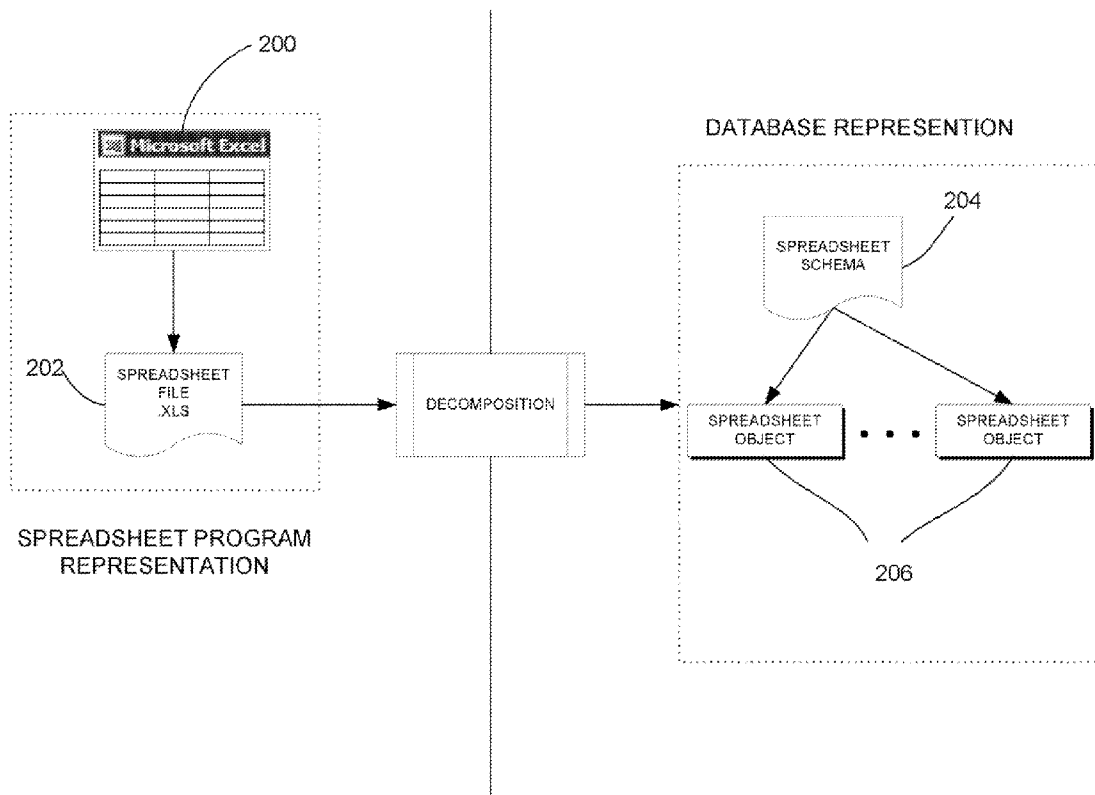 200
Microsoft Excel
202
SPREADSHEET
FILE
.XLS
SPREADSHEET PROGRAM
REPRESENTATION
DECOMPOSITION
DATABASE REPRESENTION
204
SPREADSHEET
SCHEMA
SPREADSHEET
OBJECT
SPREADSHEET
OBJECT
206